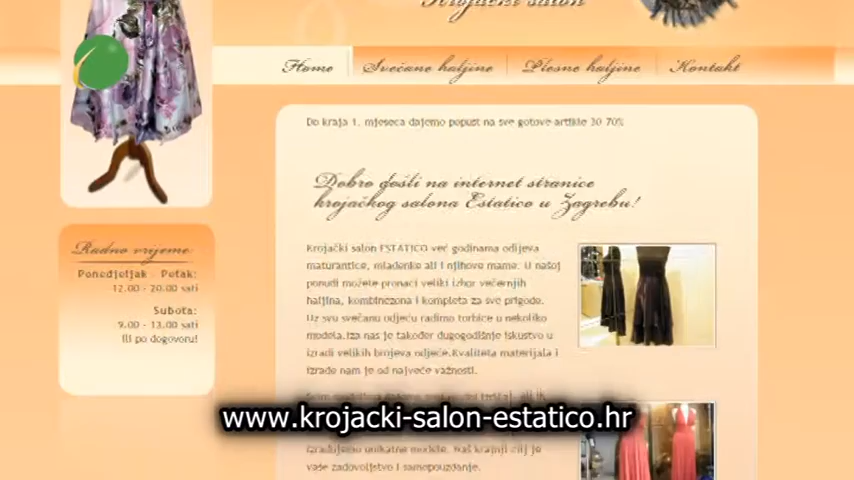 Krojački salon
Home
Svečane haljine
Plesne haljine
Kontakt
Do kraja 1. mjeseca dajemo popust na sve gotove artikle 30-70%
Dobro došli na internet stranice
krojačkog salona Estatico u Zagrebu!
Radno vrijeme
Ponedjeljak - Petak:
12.00 - 20.00 sati
Subota:
9.00 - 13.00 sati
ili po dogovoru!
Krojački salon ESTATICO već godinama odijeva
maturantice, mladenke ali i njihove mame. U našoj
ponudi možete pronaci veliki izbor večernjih
haljina, kombinezona i kompleta za sve prigode.
Uz svu svečanu odjeću radimo torbice u nekoliko
modela.Iza nas je također dugogodišnje iskustvo u
izradi velikih brojeva odjeće.Kvaliteta materijala i
izrade nam je od najveće važnosti.
www.krojacki-salon-estatico.hr
izrađujemo unikatne modele. Naš krajnji cilj je
vaše zadovoljstvo i samopouzdanje.